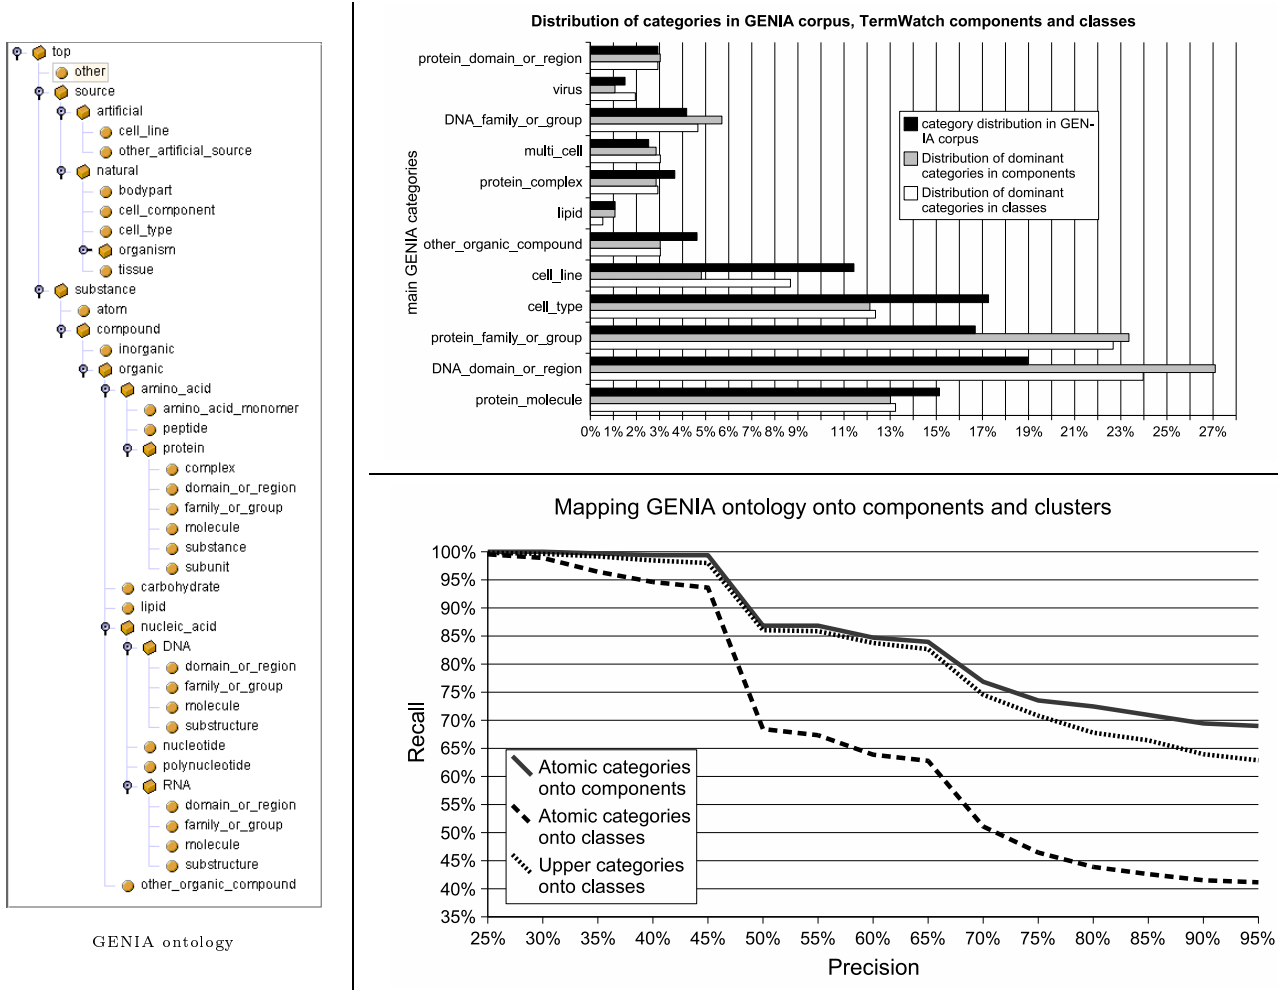 top
other
source
artificial
cell_line
other_artificial_source
natural
bodypart
cell_component
cell_type
organism
tissue
substance
atom
compound
inorganic
organic
amino_acid
amino_acid_monomer
peptide
protein
complex
domain_or_region
family_or_group
molecule
substance
subunit
carbohydrate
lipid
nucleic_acid
DNA
domain_or_region
family_or_group
molecule
substructure
nucleotide
polynucleotide
RNA
domain_or_region
family_or_group
molecule
substructure
other_organic_compound
GENIA ontology
Distribution of categories in GENIA corpus, TermWatch components and classes
main GENIA categories
protein_domain_or_region
virus
DNA_family_or_group
multi_cell
protein_complex
lipid
other_organic_compound
cell_line
cell_type
protein_family_or_group
DNA_domain_or_region
protein_molecule
0% 1% 2% 3% 4% 5% 6% 7% 8% 9% 11% 13% 15% 17% 19% 21% 23% 25% 27%
category distribution in GEN-
IA corpus
Distribution of dominant
categories in components
Distribution of dominant
categories in classes
Mapping GENIA ontology onto components and clusters
Recall
100%
95%
90%
85%
80%
75%
70%
65%
60%
55%
50%
45%
40%
35%
Atomic categories
onto components
Atomic categories
onto classes
Upper categories
onto classes
25% 30% 35% 40% 45% 50% 55% 60% 65% 70% 75% 80% 85% 90% 95%
Precision